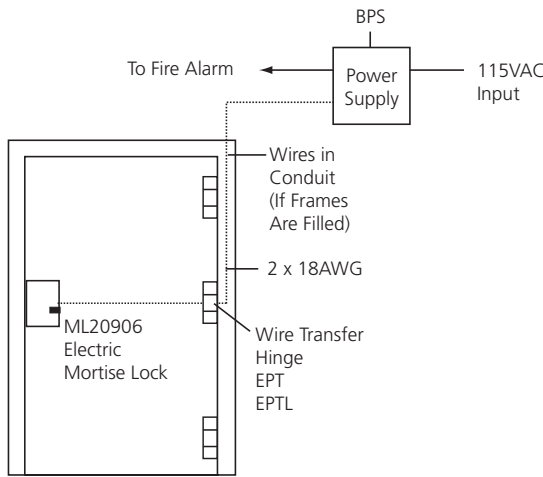 BPS
To Fire Alarm
Power
Supply
115VAC
Input
Wires in
Conduit
(If Frames
Are Filled)
2 x 18AWG
ML20906
Electric
Mortise Lock
Wire Transfer
Hinge
EPT
EPTL